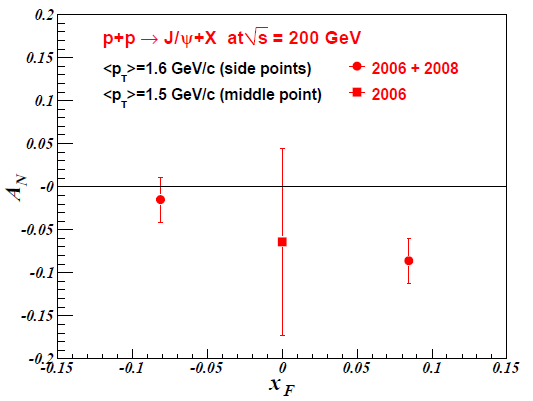 p+p → J/ψ+X at√s = 200 GeV
<p_T>=1.6 GeV/c (side points) 2006 + 2008
<p_T>=1.5 GeV/c (middle point) 2006
0.2
0.15
0.1
0.05
-0
-0.05
-0.1
-0.15
-0.2
A_N
-0.15 -0.1 -0.05 0 0.05 0.1 0.15
x_F